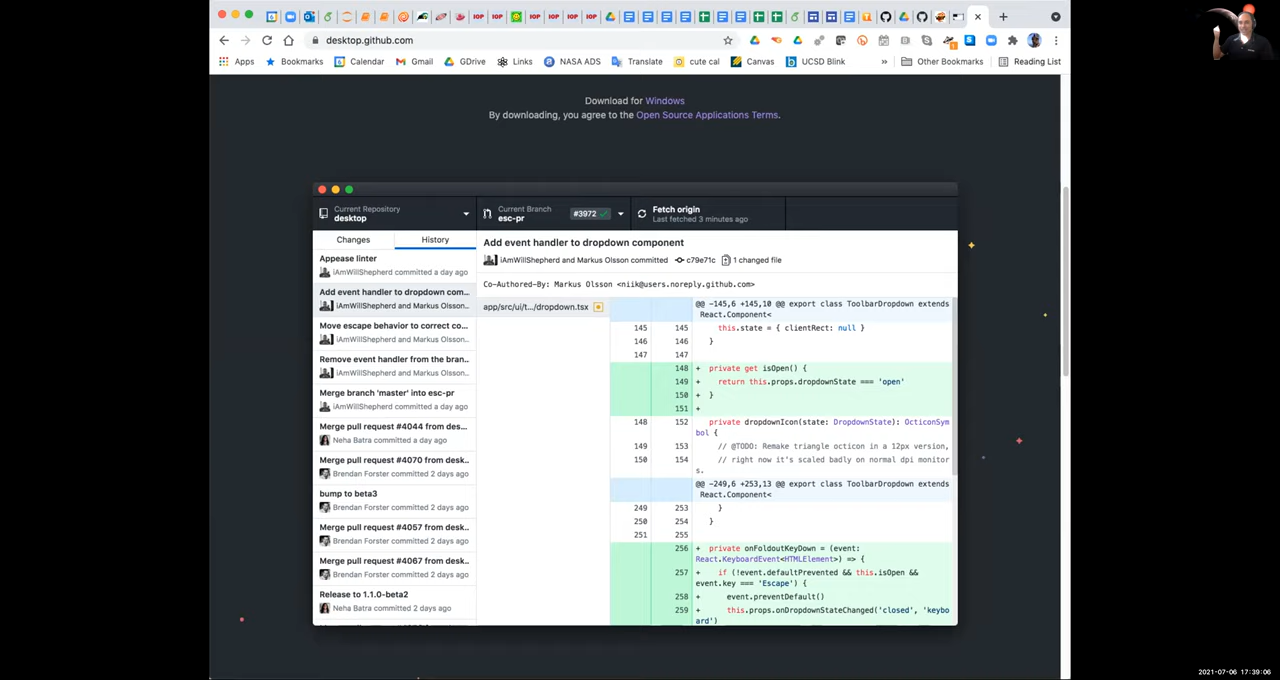 IOP
IOP
IOP
IOP
IOP
desktop.github.com
Apps
Bookmarks
Calendar
Gmail
GDrive
Links
NASA ADS
Translate
cute cal
Canvas
UCSD Blink
»
Other Bookmarks
Reading List
Download for Windows
By downloading, you agree to the Open Source Applications Terms.
Current Repository
desktop
Current Branch
esc-pr
#3972
Fetch origin
Last fetched 3 minutes ago
Changes
History
Appease linter
iAmWillShepherd committed a day ago
Add event handler to dropdown com...
iAmWillShepherd and Markus Olsson...
Move escape behavior to correct co...
iAmWillShepherd and Markus Olsson...
Remove event handler from the bran...
iAmWillShepherd and Markus Olsson...
Merge branch 'master' into esc-pr
iAmWillShepherd committed a day ago
Merge pull request #4044 from des...
Neha Batra committed a day ago
Merge pull request #4070 from desk...
Brendan Forster committed 2 days ago
bump to beta3
Brendan Forster committed 2 days ago
Merge pull request #4057 from desk...
Brendan Forster committed 2 days ago
Merge pull request #4067 from desk...
Brendan Forster committed 2 days ago
Release to 1.1.0-beta2
Neha Batra committed 2 days ago
Add event handler to dropdown component
iAmWillShepherd and Markus Olsson committed
c79e71c
1 changed file
Co-Authored-By: Markus Olsson <niik@users.noreply.github.com>
app/src/ui/t.../dropdown.tsx
@@ -145,6 +145,10 @@ export class ToolbarDropdown extends
React.Component<
145 145 this.state = { clientRect: null }
146 146 }
147 147
148 + private get isOpen() {
149 + return this.props.dropdownState === 'open'
150 + }
151 +
148 152 private dropdownIcon(state: DropdownState): OcticonSym
bol {
149 153 // @TODO: Remake triangle octicon in a 12px version,
150 154 // right now it's scaled badly on normal dpi monitor
s.
@@ -249,6 +253,13 @@ export class ToolbarDropdown extends
React.Component<
249 253 }
250 254 }
251 255
256 + private onFoldoutKeyDown = (event:
React.KeyboardEvent<HTMLElement>) => {
257 + if (!event.defaultPrevented && this.isOpen &&
event.key === 'Escape') {
258 + event.preventDefault()
259 + this.props.onDropdownStateChanged('closed', 'keybo
ard')
2021-07-06 17:39:06